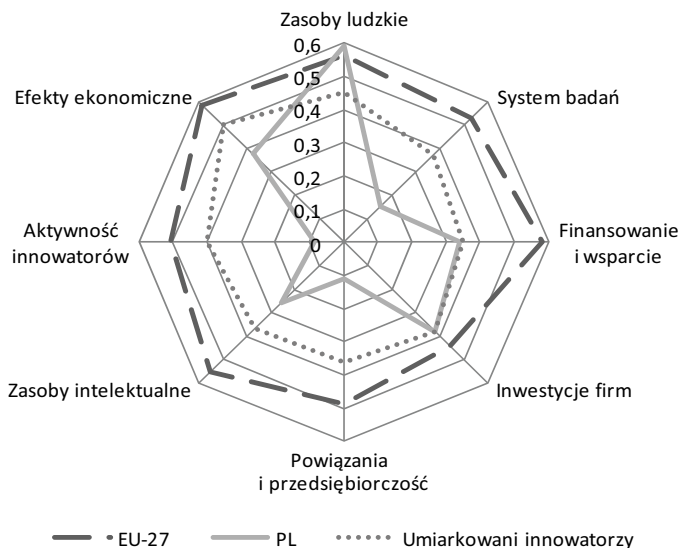 Zasoby ludzkie
0,6
0,5
0,4
0,3
0,2
0,1
0
Efekty ekonomiczne
System badań
Aktywność
innowatorów
Finansowanie
i wsparcie
Zasoby intelektualne
Inwestycje firm
Powiązania
i przedsiębiorczość
EU-27
PL
Umiarkowani innowatorzy